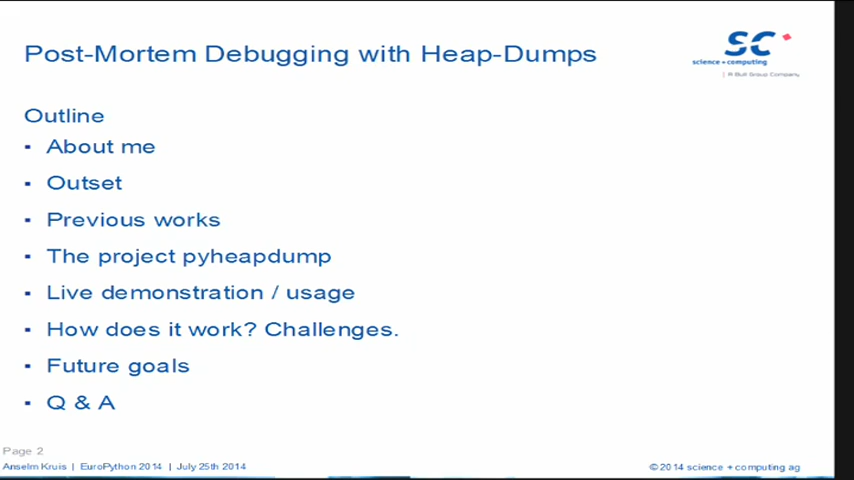 Post-Mortem Debugging with Heap-Dumps
SC
science + computing
| A Bull Group Company
Outline
▪ About me
▪ Outset
▪ Previous works
▪ The project pyheapdump
▪ Live demonstration / usage
▪ How does it work? Challenges.
▪ Future goals
▪ Q & A
Page 2
Anselm Kruis | EuroPython 2014 | July 25th 2014
© 2014 science + computing ag